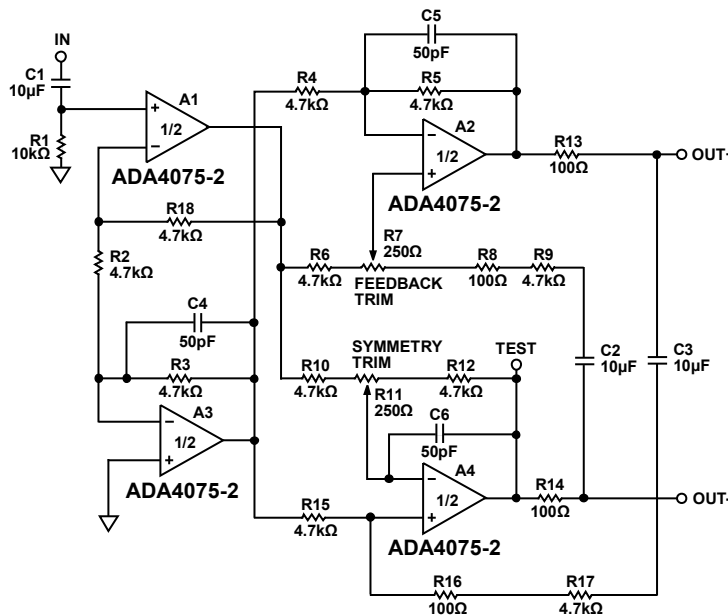 IN
C1
10μF
R1
10kΩ
A1
+
−
1/2
ADA4075-2
R18
4.7kΩ
R2
4.7kΩ
C4
50pF
R3
4.7kΩ
A3
−
+
1/2
ADA4075-2
C5
50pF
R4
4.7kΩ
R5
4.7kΩ
A2
−
+
1/2
ADA4075-2
R13
100Ω
OUT-
R6
4.7kΩ
R7
250Ω
FEEDBACK
TRIM
R8
100Ω
R9
4.7kΩ
C2
10μF
C3
10μF
SYMMETRY
TRIM
TEST
R10
4.7kΩ
R11
250Ω
R12
4.7kΩ
C6
50pF
A4
−
+
1/2
ADA4075-2
R14
100Ω
OUT-
R15
4.7kΩ
R16
100Ω
R17
4.7kΩ